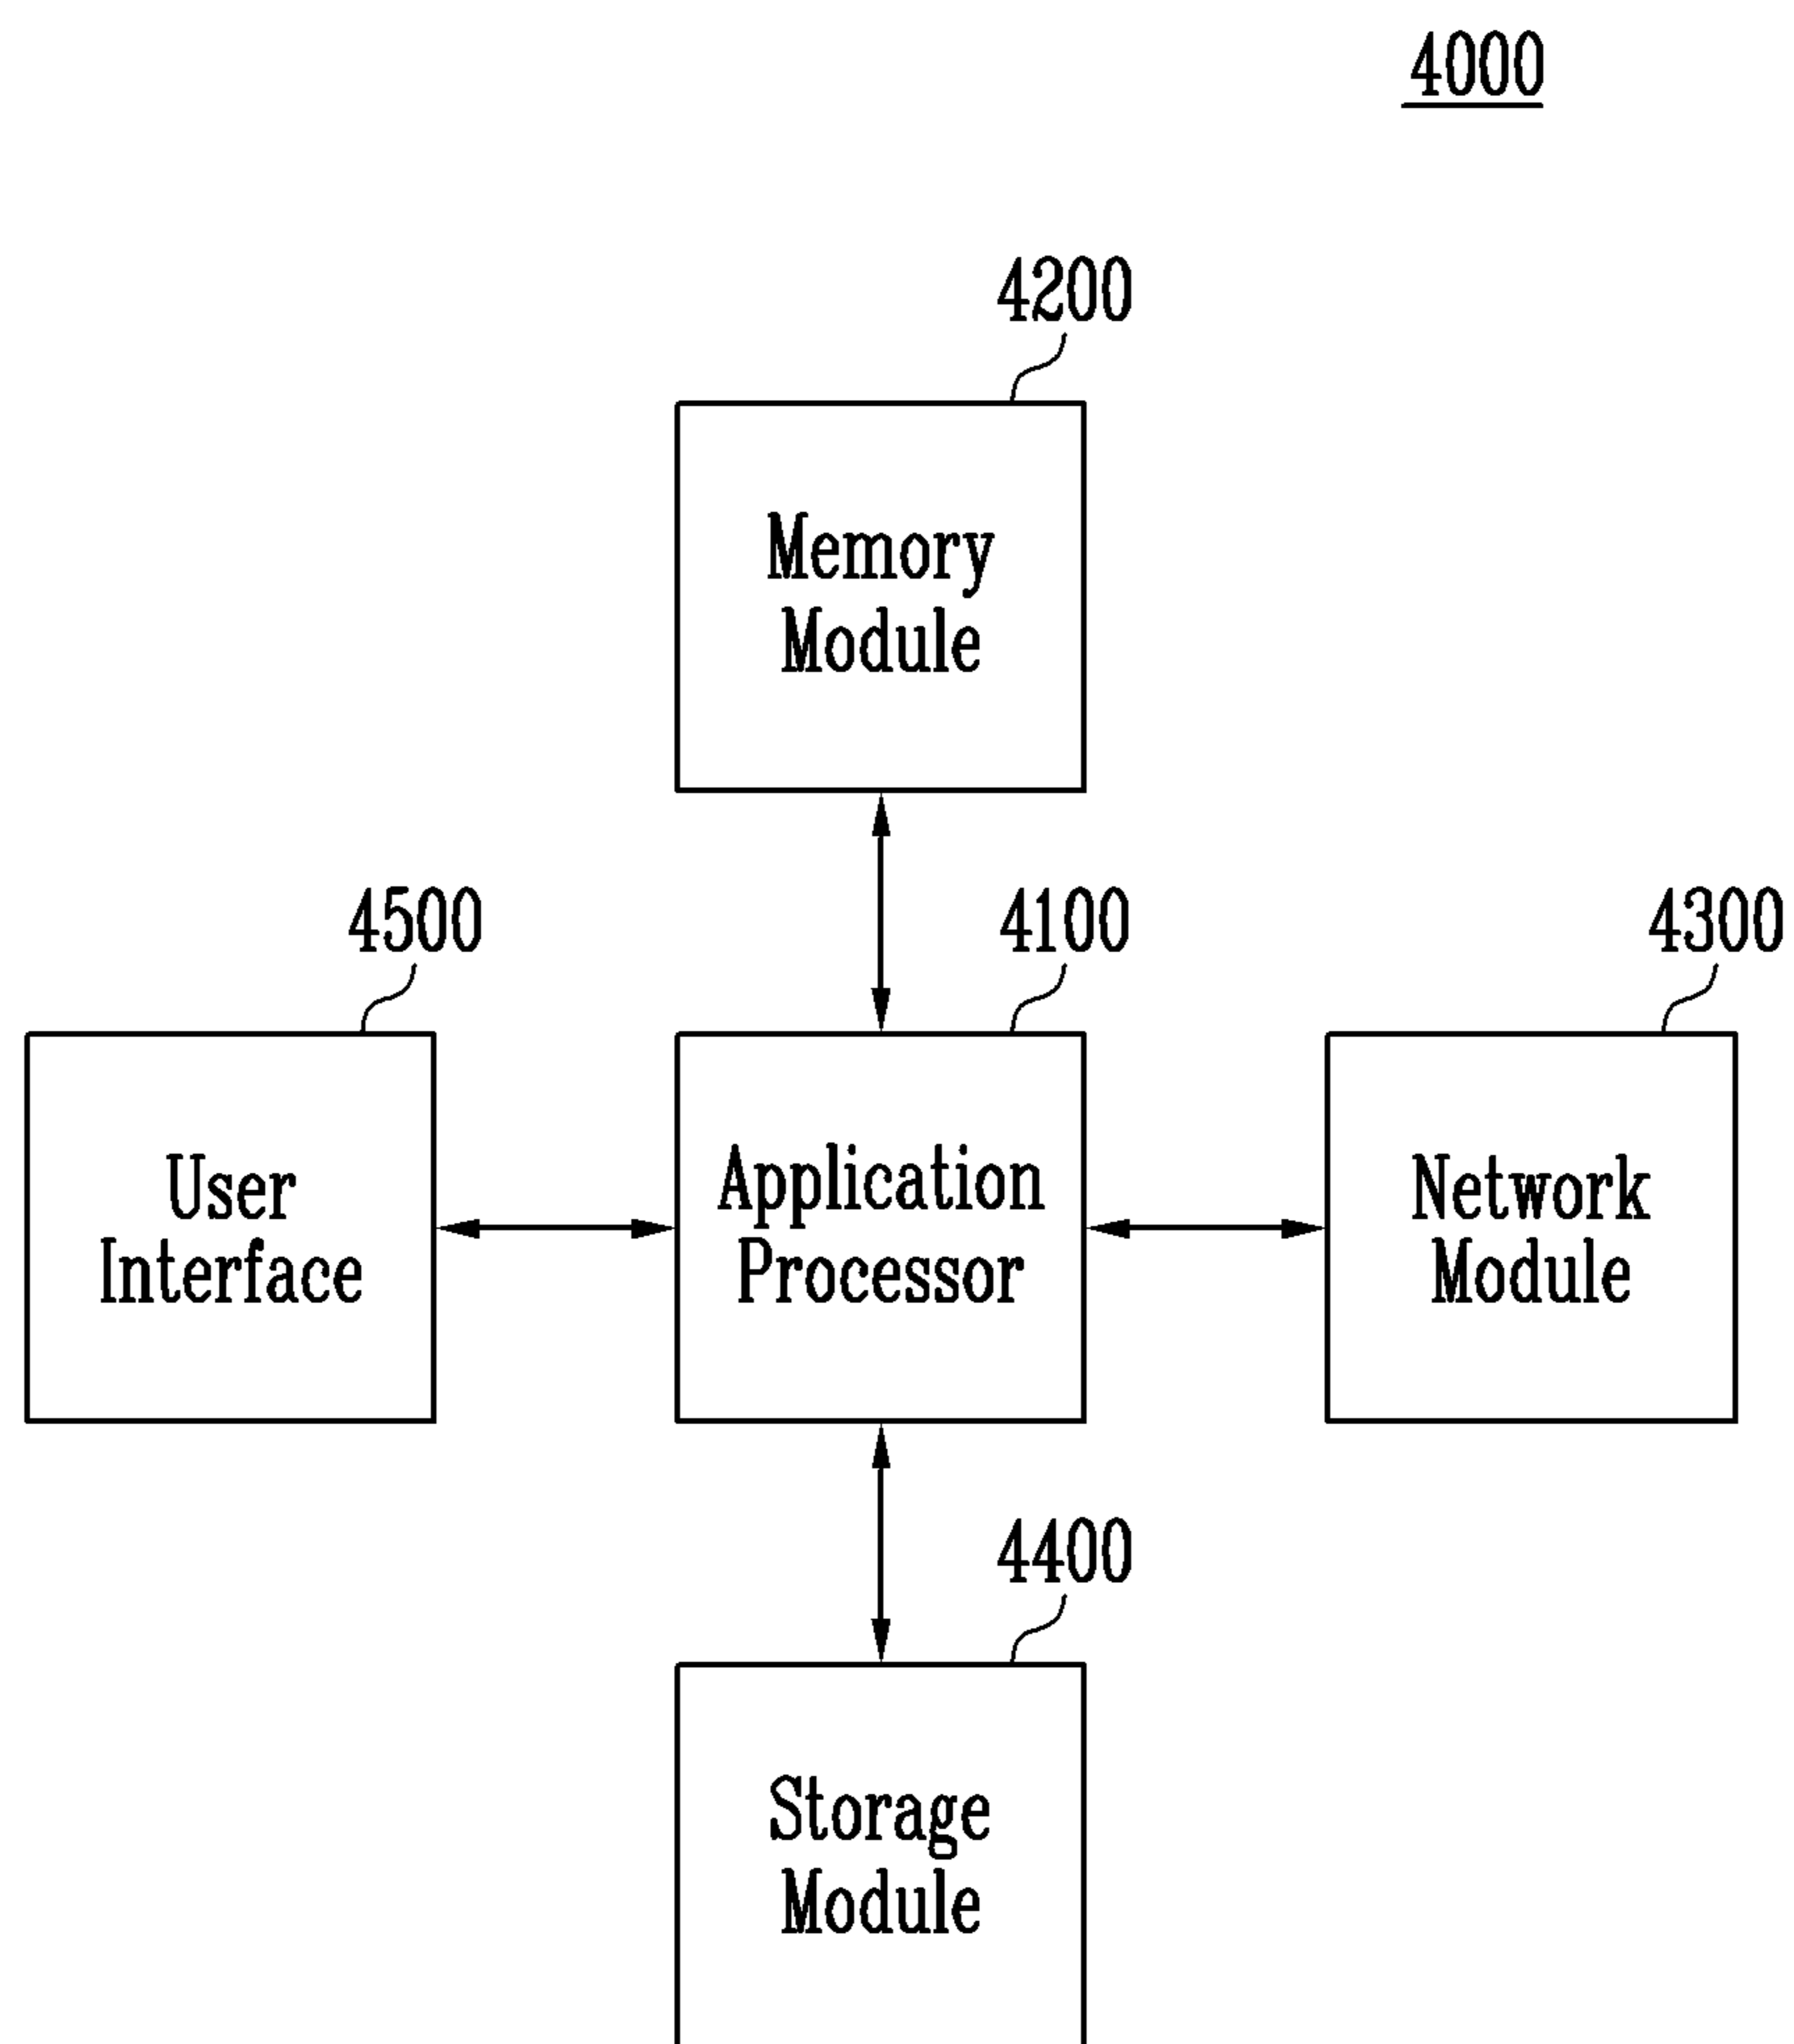 4000
4200
Memory
Module
4500
4100
4300
User
Interface
Application
Processor
Network
Module
4400
Storage
Module